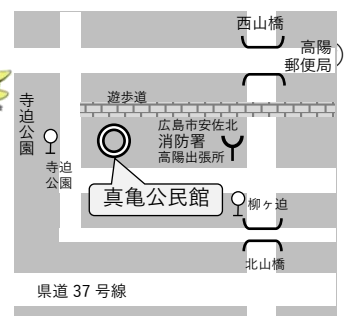 西山橋
高陽
郵便局
遊歩道
寺迫公園
広島市安佐北
消防署
高陽出張所
寺迫
公園
真亀公民館
柳ヶ迫
北山橋
県道 37 号線